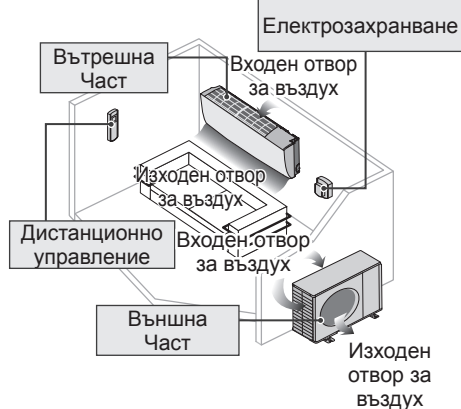 Електрозахранване
Вътрешна
Част
Входен отвор
за въздух
Изходен отвор
за въздух
Дистанционно
управление
Входен отвор
за въздух
Външна
Част
Изходен
отвор за
въздух